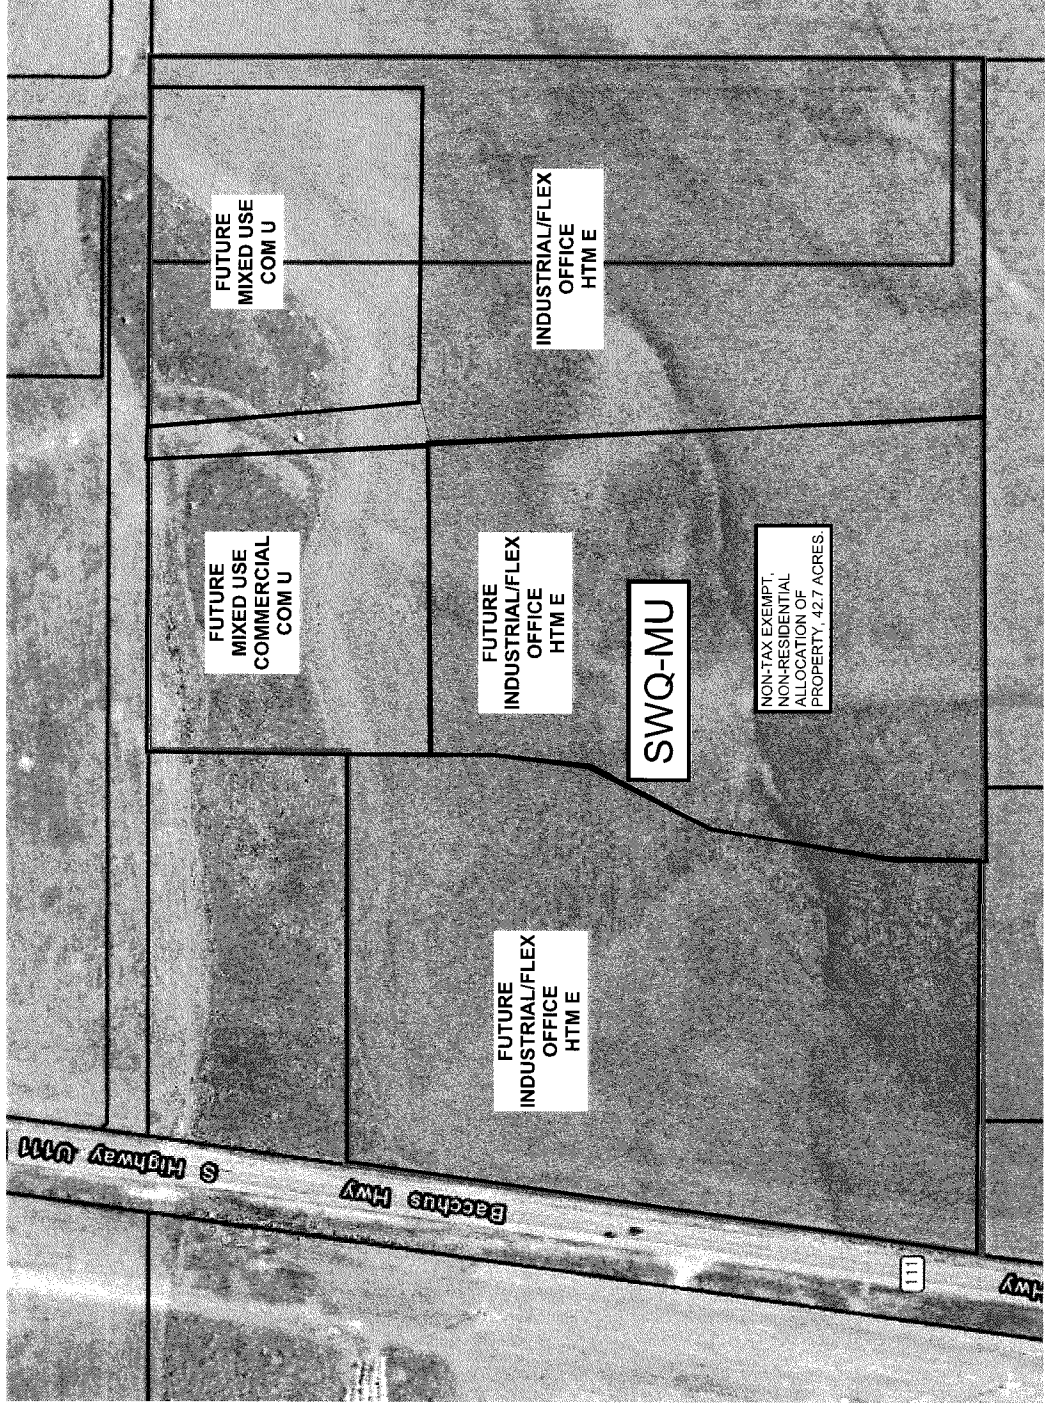 FUTURE
MIXED USE
COM U
INDUSTRIAL/FLEX
OFFICE
HTM E
FUTURE
MIXED USE
COMMERCIAL
COM U
FUTURE
INDUSTRIAL/FLEX
OFFICE
HTM E
SWQ-MU
NON-TAX EXEMPT,
NON-RESIDENTIAL
ALLOCATION OF
PROPERTY, 42.7 ACRES.
FUTURE
INDUSTRIAL/FLEX
OFFICE
HTM E
S Highway U111
Bacchus Hwy
111
Hwy